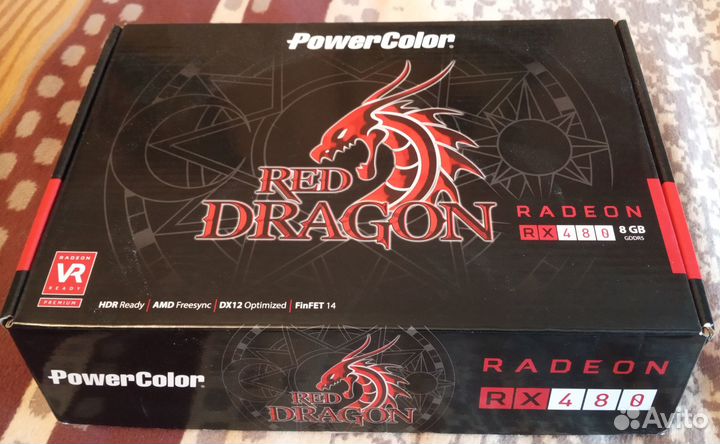 PowerColor
RED
DRAGON
RADEON
RX 480 8 GB
GDDR5
RADEON
VR
READY
PREMIUM
HDR Ready | AMD Freesync | DX12 Optimized | FinFET 14
PowerColor
RED
DRAGON
RADEON
RX 480
Avito